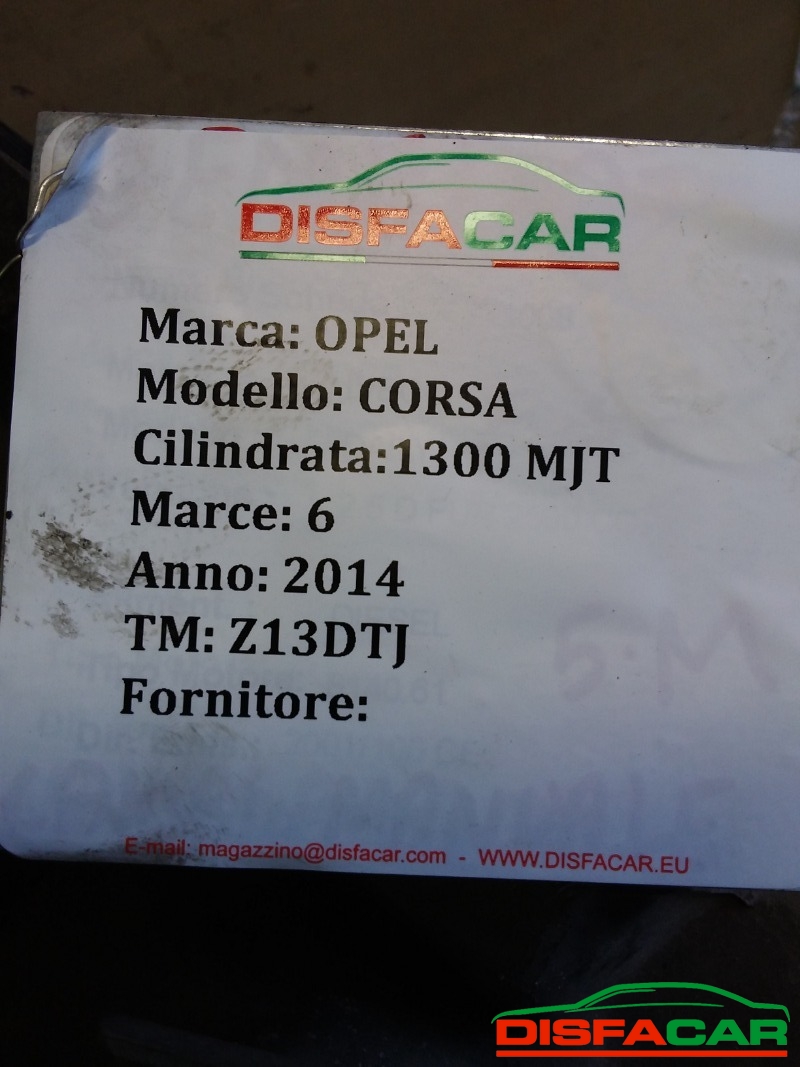 DISFACAR
Marca: OPEL
Modello: CORSA
Cilindrata:1300 MJT
Marce: 6
Anno: 2014
TM: Z13DTJ
Fornitore:
E-mail: magazzino@disfacar.com - WWW.DISFACAR.EU
DISFACAR